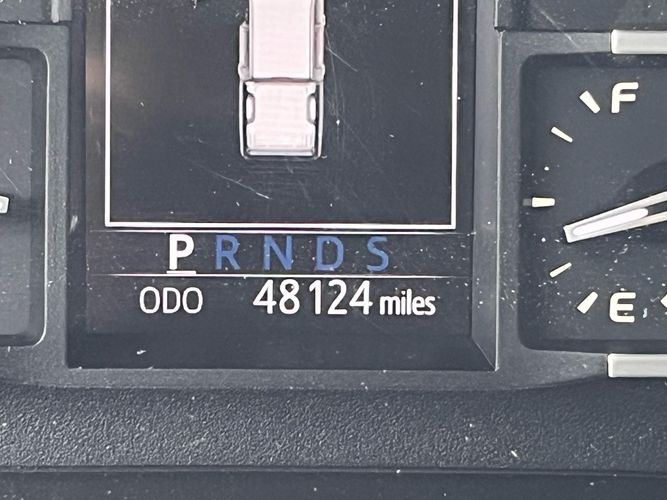 F
P R N D S
ODO 48124 miles
E